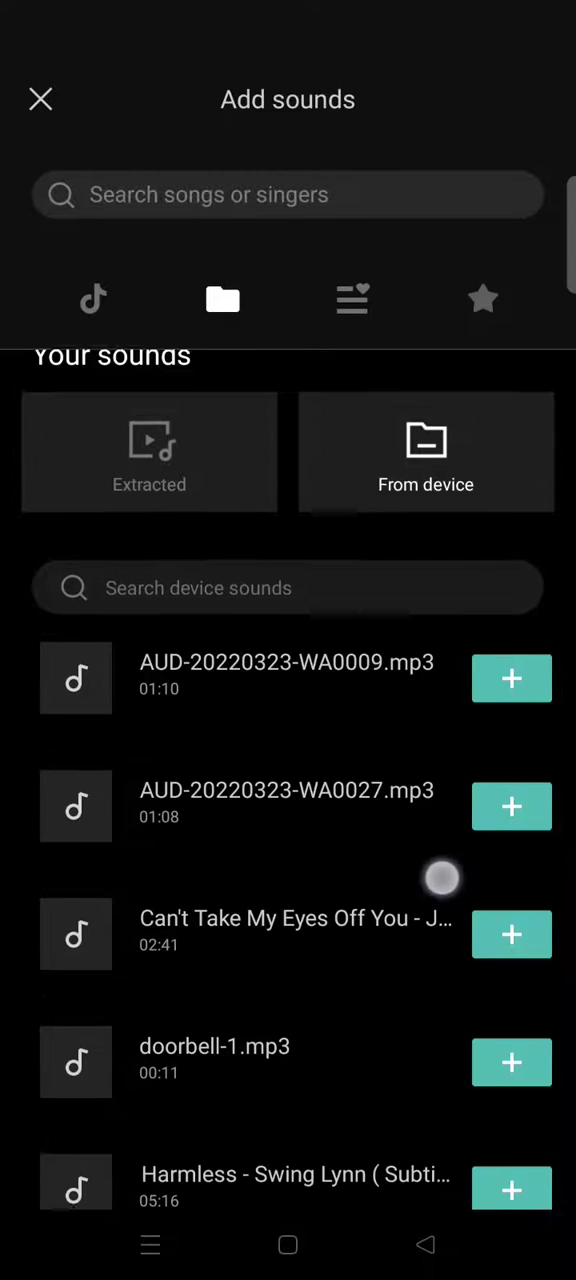 Add sounds
Search songs or singers
Your sounds
Extracted
From device
Search device sounds
AUD-20220323-WA0009.mp3
01:10
AUD-20220323-WA0027.mp3
01:08
Can't Take My Eyes Off You - J...
02:41
doorbell-1.mp3
00:11
Harmless - Swing Lynn ( Subti...
05:16